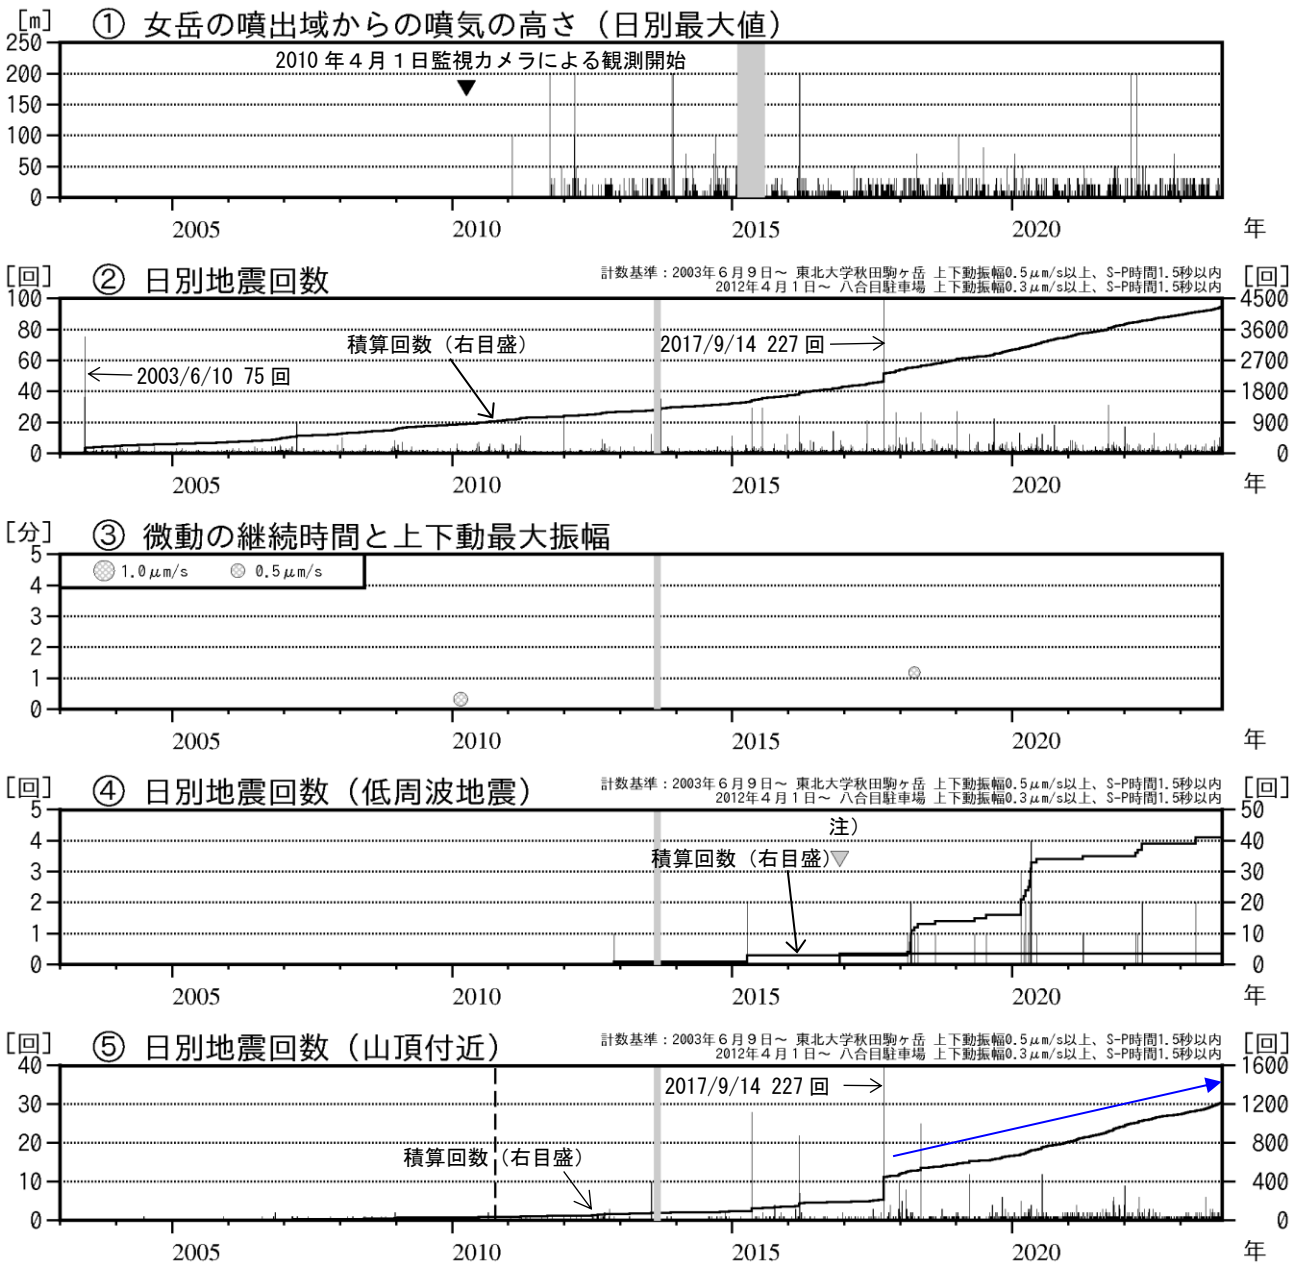 [m] ① 女岳の噴出域からの噴気の高さ（日別最大値）
250
2010 年４月１日監視カメラによる観測開始
200
150
100
50
0
2005 2010 2015 2020 年
[回] ② 日別地震回数
計数基準：2003年６月９日～ 東北大学秋田駒ヶ岳 上下動振幅0.5μm/s以上、S-P時間1.5秒以内 [回]
2012年４月１日～ 八合目駐車場 上下動振幅0.3μm/s以上、S-P時間1.5秒以内
100 4500
80 3600
積算回数（右目盛） 2017/9/14 227 回
60 2700
2003/6/10 75 回
40 1800
20 900
0 0
2005 2010 2015 2020 年
[分] ③ 微動の継続時間と上下動最大振幅
5
1.0μm/s 0.5μm/s
4
3
2
1
0
2005 2010 2015 2020 年
[回] ④ 日別地震回数（低周波地震）
計数基準：2003年６月９日～ 東北大学秋田駒ヶ岳 上下動振幅0.5μm/s以上、S-P時間1.5秒以内 [回]
2012年４月１日～ 八合目駐車場 上下動振幅0.3μm/s以上、S-P時間1.5秒以内
5 50
注）
4 40
積算回数（右目盛）
3 30
2 20
1 10
0 0
2005 2010 2015 2020 年
[回] ⑤ 日別地震回数（山頂付近）
計数基準：2003年６月９日～ 東北大学秋田駒ヶ岳 上下動振幅0.5μm/s以上、S-P時間1.5秒以内 [回]
2012年４月１日～ 八合目駐車場 上下動振幅0.3μm/s以上、S-P時間1.5秒以内
40 1600
2017/9/14 227 回
30 1200
20 800
積算回数（右目盛）
10 400
0 0
2005 2010 2015 2020 年